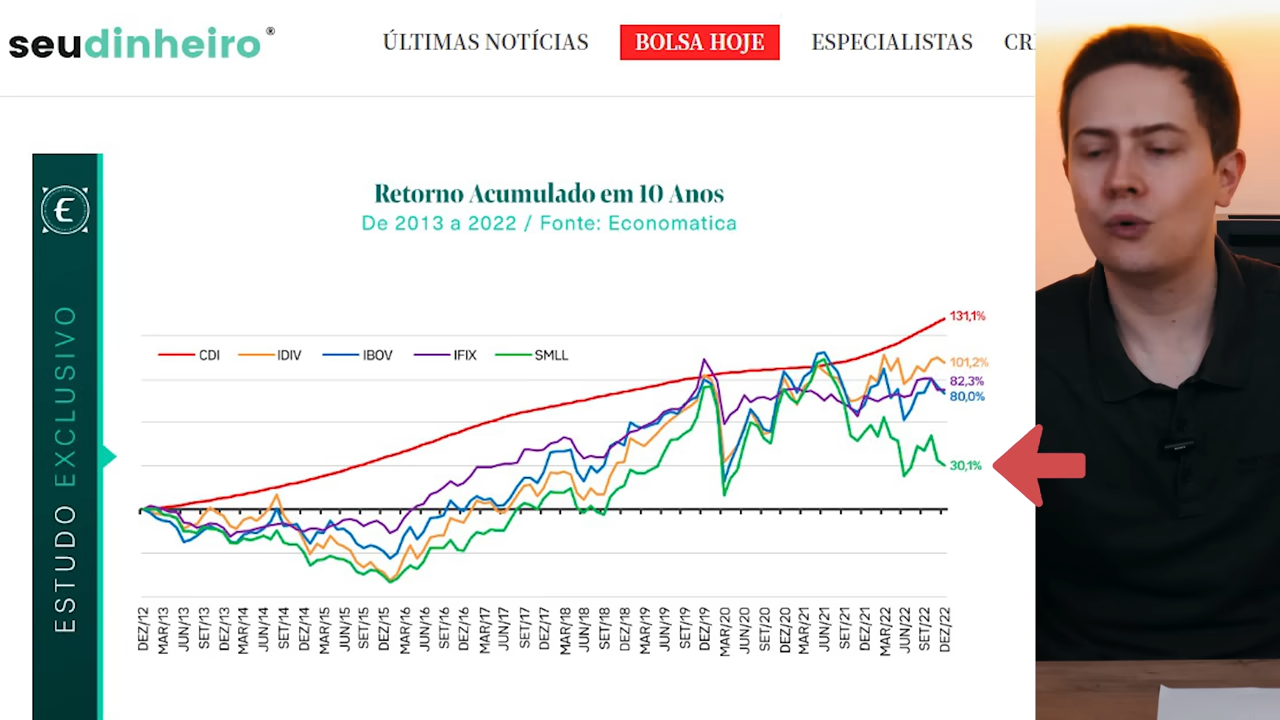 seudinheiro®
ÚLTIMAS NOTÍCIAS
BOLSA HOJE
ESPECIALISTAS
CR
ESTUDO EXCLUSIVO
Retorno Acumulado em 10 Anos
De 2013 a 2022 / Fonte: Economatica
CDI
IDIV
IBOV
IFIX
SMLL
131,1%
101,2%
82,3%
80,0%
30,1%
DEZ/12
MAR/13
JUN/13
SET/13
DEZ/13
MAR/14
JUN/14
SET/14
DEZ/14
MAR/15
JUN/15
SET/15
DEZ/15
MAR/16
JUN/16
SET/16
DEZ/16
MAR/17
JUN/17
SET/17
DEZ/17
MAR/18
JUN/18
SET/18
DEZ/18
MAR/19
JUN/19
SET/19
DEZ/19
MAR/20
JUN/20
SET/20
DEZ/20
MAR/21
JUN/21
SET/21
DEZ/21
MAR/22
JUN/22
SET/22
DEZ/22